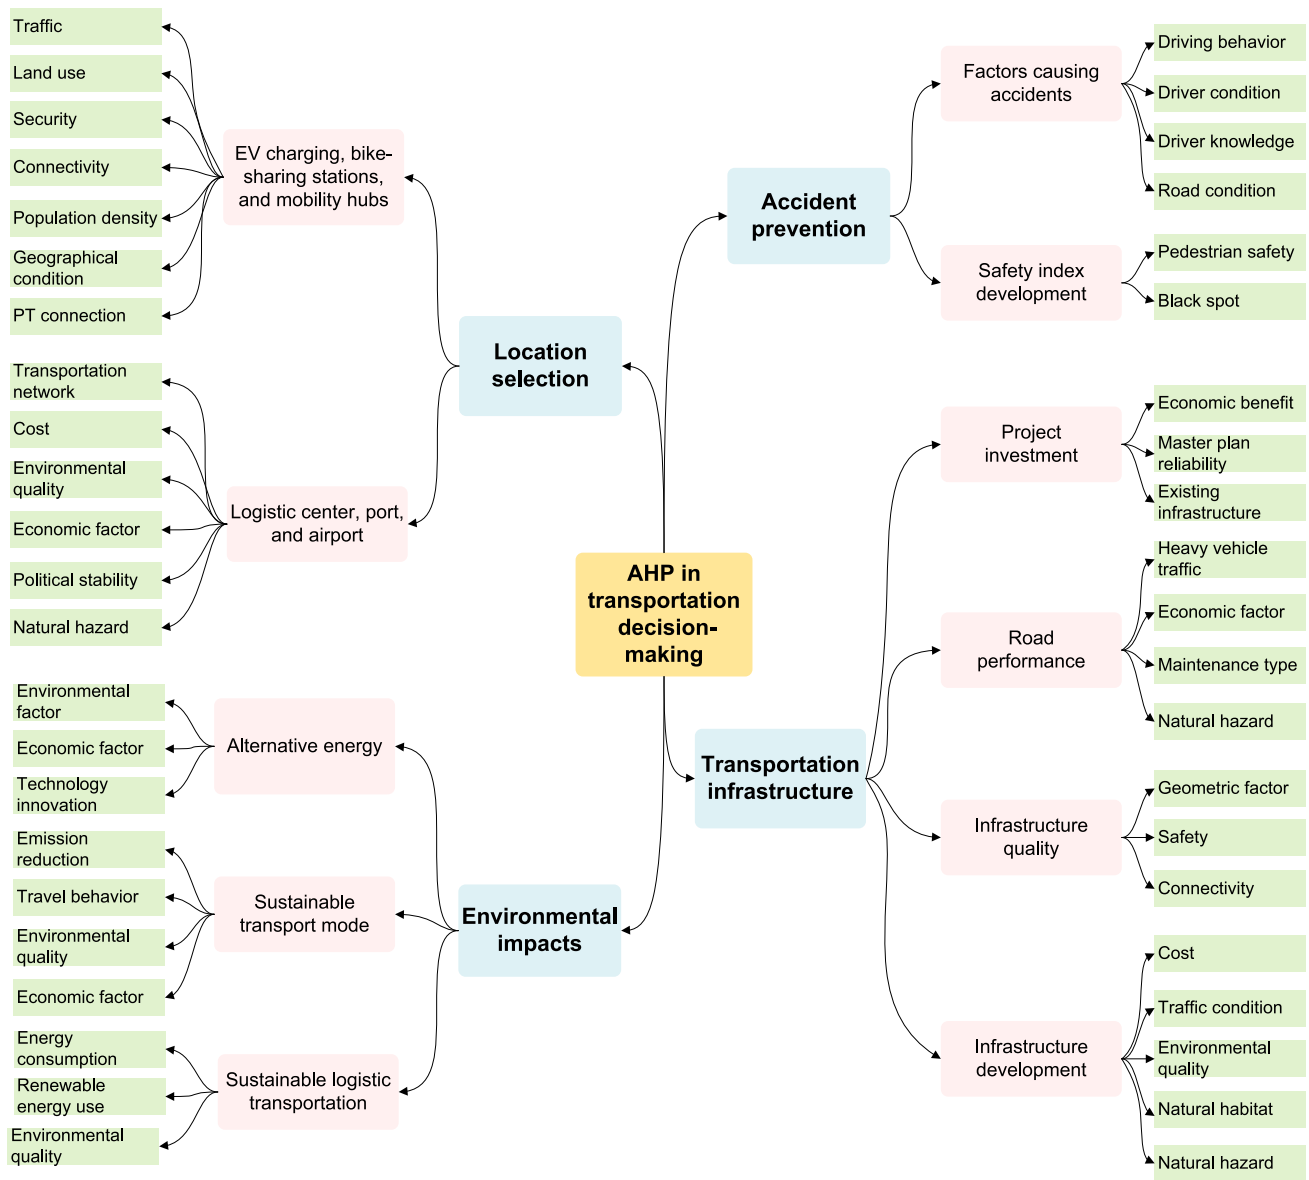 Traffic
Land use
Security
Connectivity
Population density
Geographical
condition
PT connection
EV charging, bike-
sharing stations,
and mobility hubs
Transportation
network
Cost
Environmental
quality
Economic factor
Political stability
Natural hazard
Logistic center, port,
and airport
Location
selection
Environmental
factor
Economic factor
Technology
innovation
Alternative energy
Emission
reduction
Travel behavior
Environmental
quality
Economic factor
Sustainable
transport mode
Energy
consumption
Renewable
energy use
Environmental
quality
Sustainable logistic
transportation
Environmental
impacts
AHP in
transportation
decision-
making
Accident
prevention
Factors causing
accidents
Driving behavior
Driver condition
Driver knowledge
Road condition
Safety index
development
Pedestrian safety
Black spot
Transportation
infrastructure
Project
investment
Economic benefit
Master plan
reliability
Existing
infrastructure
Road
performance
Heavy vehicle
traffic
Economic factor
Maintenance type
Natural hazard
Infrastructure
quality
Geometric factor
Safety
Connectivity
Infrastructure
development
Cost
Traffic condition
Environmental
quality
Natural habitat
Natural hazard